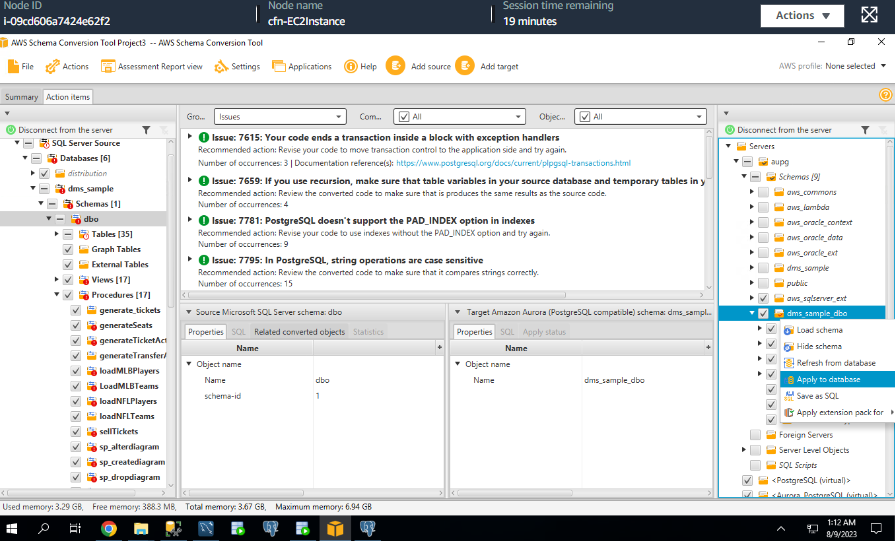 Node ID
i-09cd606a7424e62f2
Node name
cfn-EC2Instance
Session time remaining
19 minutes
Actions
AWS Schema Conversion Tool Project3 -- AWS Schema Conversion Tool
File
Actions
Assessment Report view
Settings
Applications
Help
Add source
Add target
AWS profile: None selected
Summary
Action items
Disconnect from the server
SQL Server Source
Databases [6]
distribution
dms_sample
Schemas [1]
dbo
Tables [35]
Graph Tables
External Tables
Views [17]
Procedures [17]
generate_tickets
generateSeats
generateTicketAct
generateTransferA
loadMLBPlayers
LoadMLBTeams
loadNFLPlayers
loadNFLTeams
sellTickets
sp_alterdiagram
sp_creatediagram
sp_dropdiagram
Gro...
Issues
Com...
All
Objec...
All
Issue: 7615: Your code ends a transaction inside a block with exception handlers
Recommended action: Revise your code to move transaction control to the application side and try again.
Number of occurrences: 3 | Documentation reference(s): https://www.postgresql.org/docs/current/plpgsql-transactions.html
Issue: 7659: If you use recursion, make sure that table variables in your source database and temporary tables in y
Recommended action: Review the converted code to make sure that is produces the same results as the source code.
Number of occurrences: 4
Issue: 7781: PostgreSQL doesn't support the PAD_INDEX option in indexes
Recommended action: Revise your code to use indexes without the PAD_INDEX option and try again.
Number of occurrences: 9
Issue: 7795: In PostgreSQL, string operations are case sensitive
Recommended action: Review the converted code to make sure that it compares strings correctly.
Number of occurrences: 15
Source Microsoft SQL Server schema: dbo
Properties
SQL
Related converted objects
Statistics
Name
Object name
Name
dbo
schema-id
1
Target Amazon Aurora (PostgreSQL compatible) schema: dms_sampl...
Properties
SQL
Apply status
Name
Object name
Name
dms_sample_dbo
Disconnect from the server
Servers
aupg
Schemas [9]
aws_commons
aws_lambda
aws_oracle_context
aws_oracle_data
aws_oracle_ext
dms_sample
public
aws_sqlserver_ext
dms_sample_dbo
Load schema
Hide schema
Refresh from database
Apply to database
Save as SQL
Apply extension pack for
Foreign Servers
Server Level Objects
SQL Scripts
<PostgreSQL (virtual)>
<Aurora_PostgreSQL (virtual)>
Used memory: 3.29 GB, Free memory: 388.3 MB, Total memory: 3.67 GB, Maximum memory: 6.94 GB
1:12 AM
8/9/2023